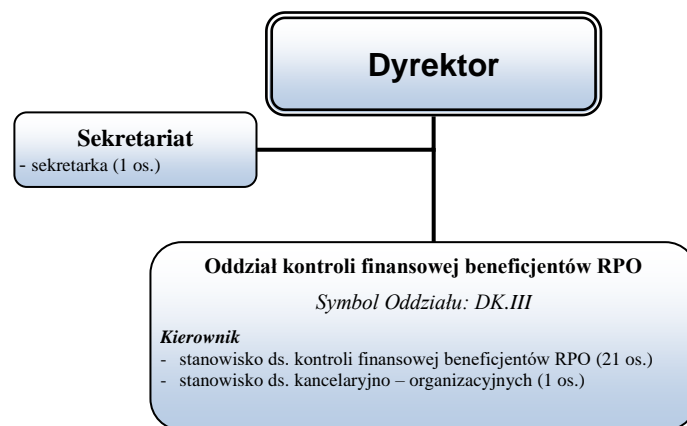 Dyrektor
Sekretariat
- sekretarka (1 os.)
Oddział kontroli finansowej beneficjentów RPO
Symbol Oddziału: DK.III
Kierownik
- stanowisko ds. kontroli finansowej beneficjentów RPO (21 os.)
- stanowisko ds. kancelaryjno – organizacyjnych (1 os.)